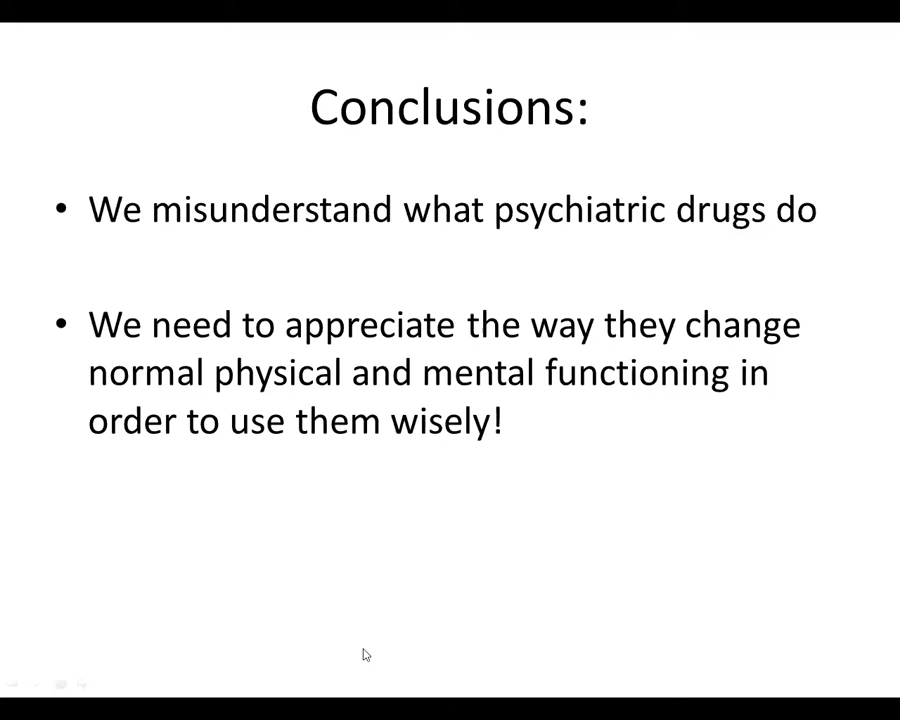 Conclusions:
• We misunderstand what psychiatric drugs do
• We need to appreciate the way they change
normal physical and mental functioning in
order to use them wisely!